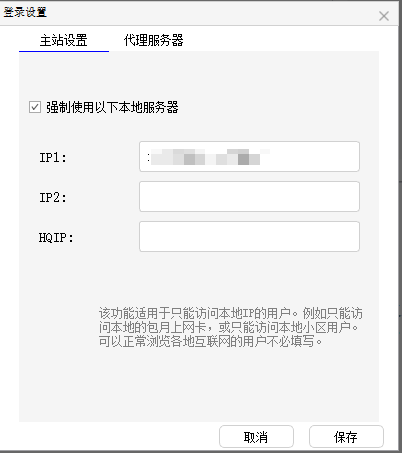 登录设置
主站设置 代理服务器
强制使用以下本地服务器
IP1:
IP2:
HQIP:
该功能适用于只能访问本地IP的用户。例如只能访
问本地的包月上网卡，或只能访问本地小区用户。
可以正常浏览各地互联网的用户不必填写。
取消 保存